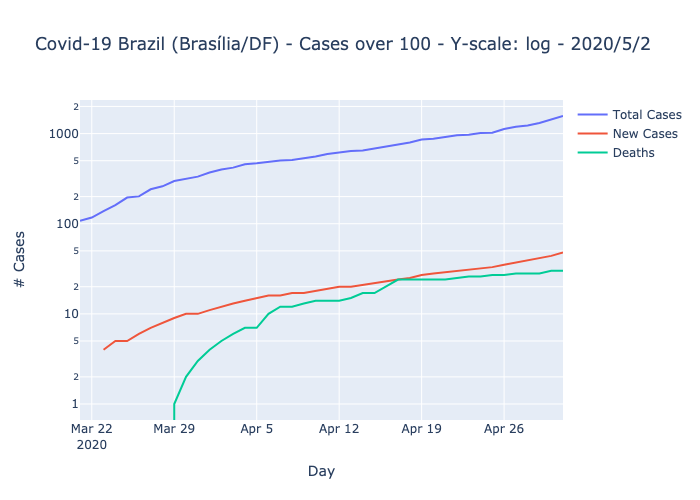 Covid-19 Brazil (Brasília/DF) - Cases over 100 - Y-scale: log - 2020/5/2
Total Cases
New Cases
Deaths
# Cases
2
1000
5
2
100
5
2
10
5
2
1
Mar 22 Mar 29 Apr 5 Apr 12 Apr 19 Apr 26
2020
Day